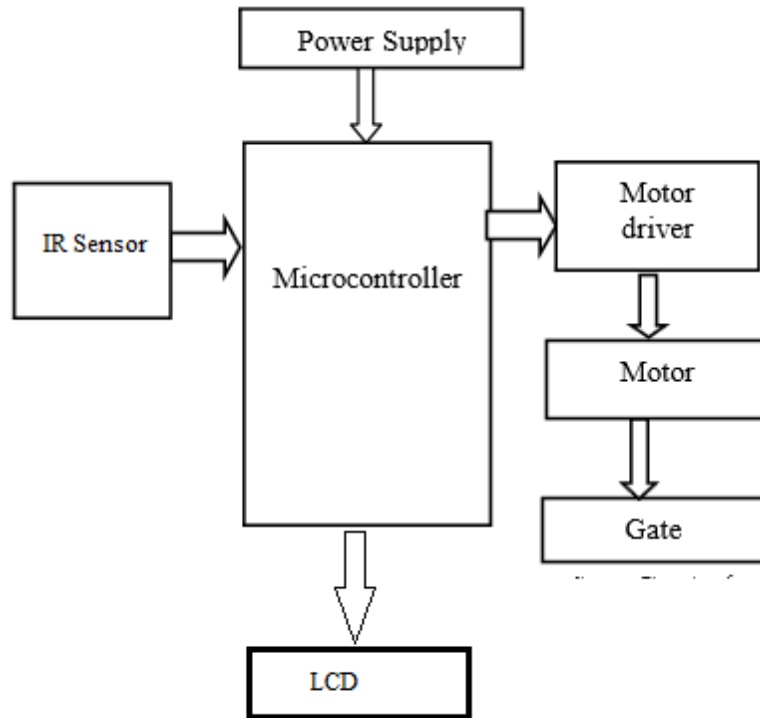 Power Supply
IR Sensor
Microcontroller
Motor
driver
Motor
Gate
LCD